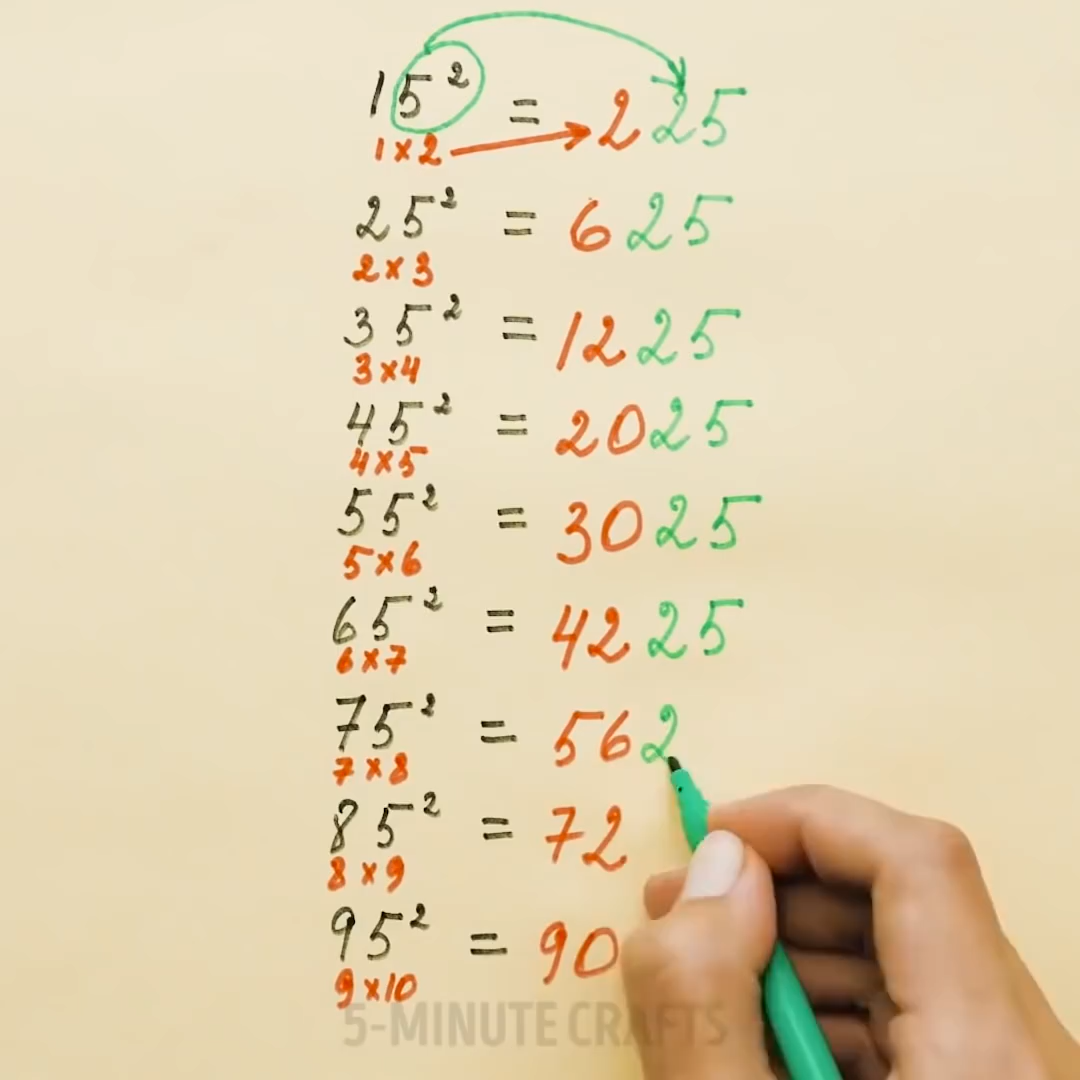 15² = 225
1×2
25² = 625
2×3
35² = 1225
3×4
45² = 2025
4×5
55² = 3025
5×6
65² = 4225
6×7
75² = 562
7×8
85² = 72
8×9
95² = 90
9×10
5-MINUTE CRAFTS